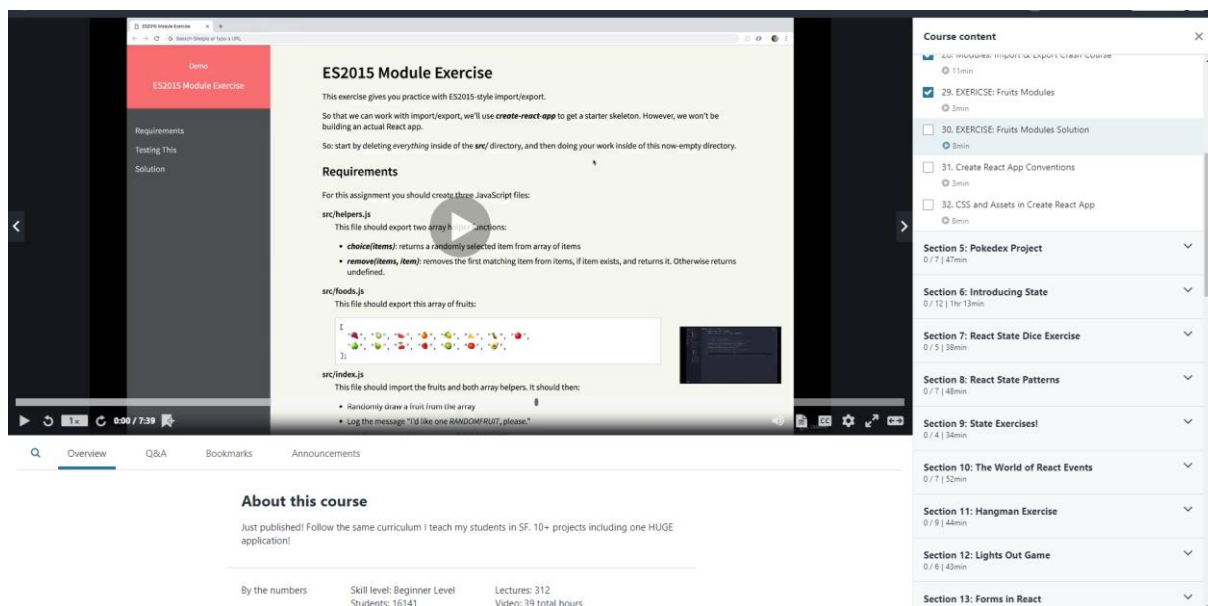 ES2015 Module Exercise
Search Google or type a URL
Demo
ES2015 Module Exercise
Requirements
Testing This
Solution
ES2015 Module Exercise
This exercise gives you practice with ES2015-style import/export.
So that we can work with import/export, we'll use create-react-app to get a starter skeleton. However, we won't be
building an actual React app.
So: start by deleting everything inside of the src/ directory, and then doing your work inside of this now-empty directory.
Requirements
For this assignment you should create three JavaScript files:
src/helpers.js
This file should export two array helper functions:
• choice(items): returns a randomly selected item from array of items
• remove(items, item): removes the first matching item from items, if item exists, and returns it. Otherwise returns
undefined.
src/foods.js
This file should export this array of fruits:
[
];
src/index.js
This file should import the fruits and both array helpers. It should then:
• Randomly draw a fruit from the array
• Log the message "I'd like one RANDOMFRUIT, please."
1x 0:00 / 7:39
CC
Overview Q&A Bookmarks Announcements
About this course
Just published! Follow the same curriculum I teach my students in SF. 10+ projects including one HUGE
application!
By the numbers Skill level: Beginner Level Lectures: 312
Students: 16141 Video: 39 total hours
Course content
28. Modules: Import & Export Crash Course
11min
29. EXERICSE: Fruits Modules
3min
30. EXERCISE: Fruits Modules Solution
8min
31. Create React App Conventions
3min
32. CSS and Assets in Create React App
8min
Section 5: Pokedex Project
0 / 7 | 47min
Section 6: Introducing State
0 / 12 | 1hr 13min
Section 7: React State Dice Exercise
0 / 5 | 38min
Section 8: React State Patterns
0 / 7 | 48min
Section 9: State Exercises!
0 / 4 | 34min
Section 10: The World of React Events
0 / 7 | 52min
Section 11: Hangman Exercise
0 / 9 | 44min
Section 12: Lights Out Game
0 / 6 | 43min
Section 13: Forms in React